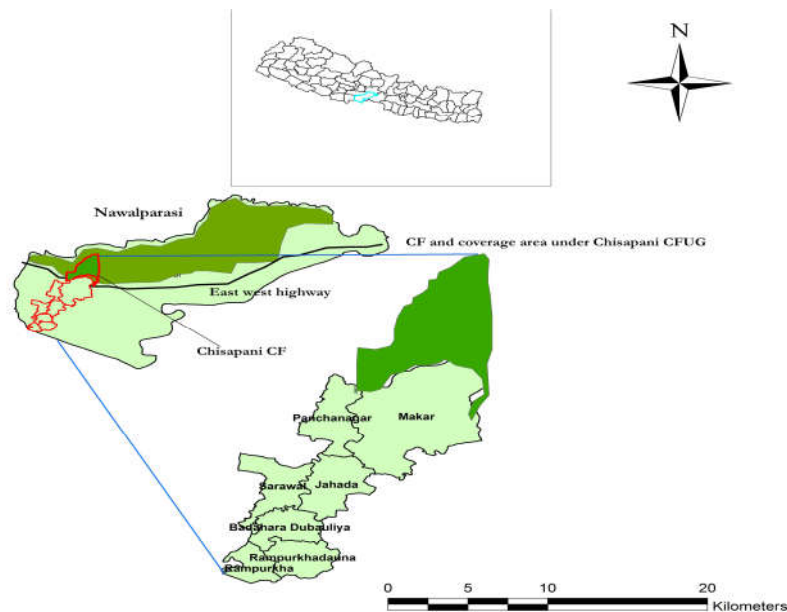 N
Nawalparasi
CF and coverage area under Chisapani CFUG
East west highway
Chisapani CF
Panchanagar
Makar
Sarawal
Jahada
Badahara Dubauliya
Rampurkhadauna
Rampurkha
0 5 10 20
Kilometers